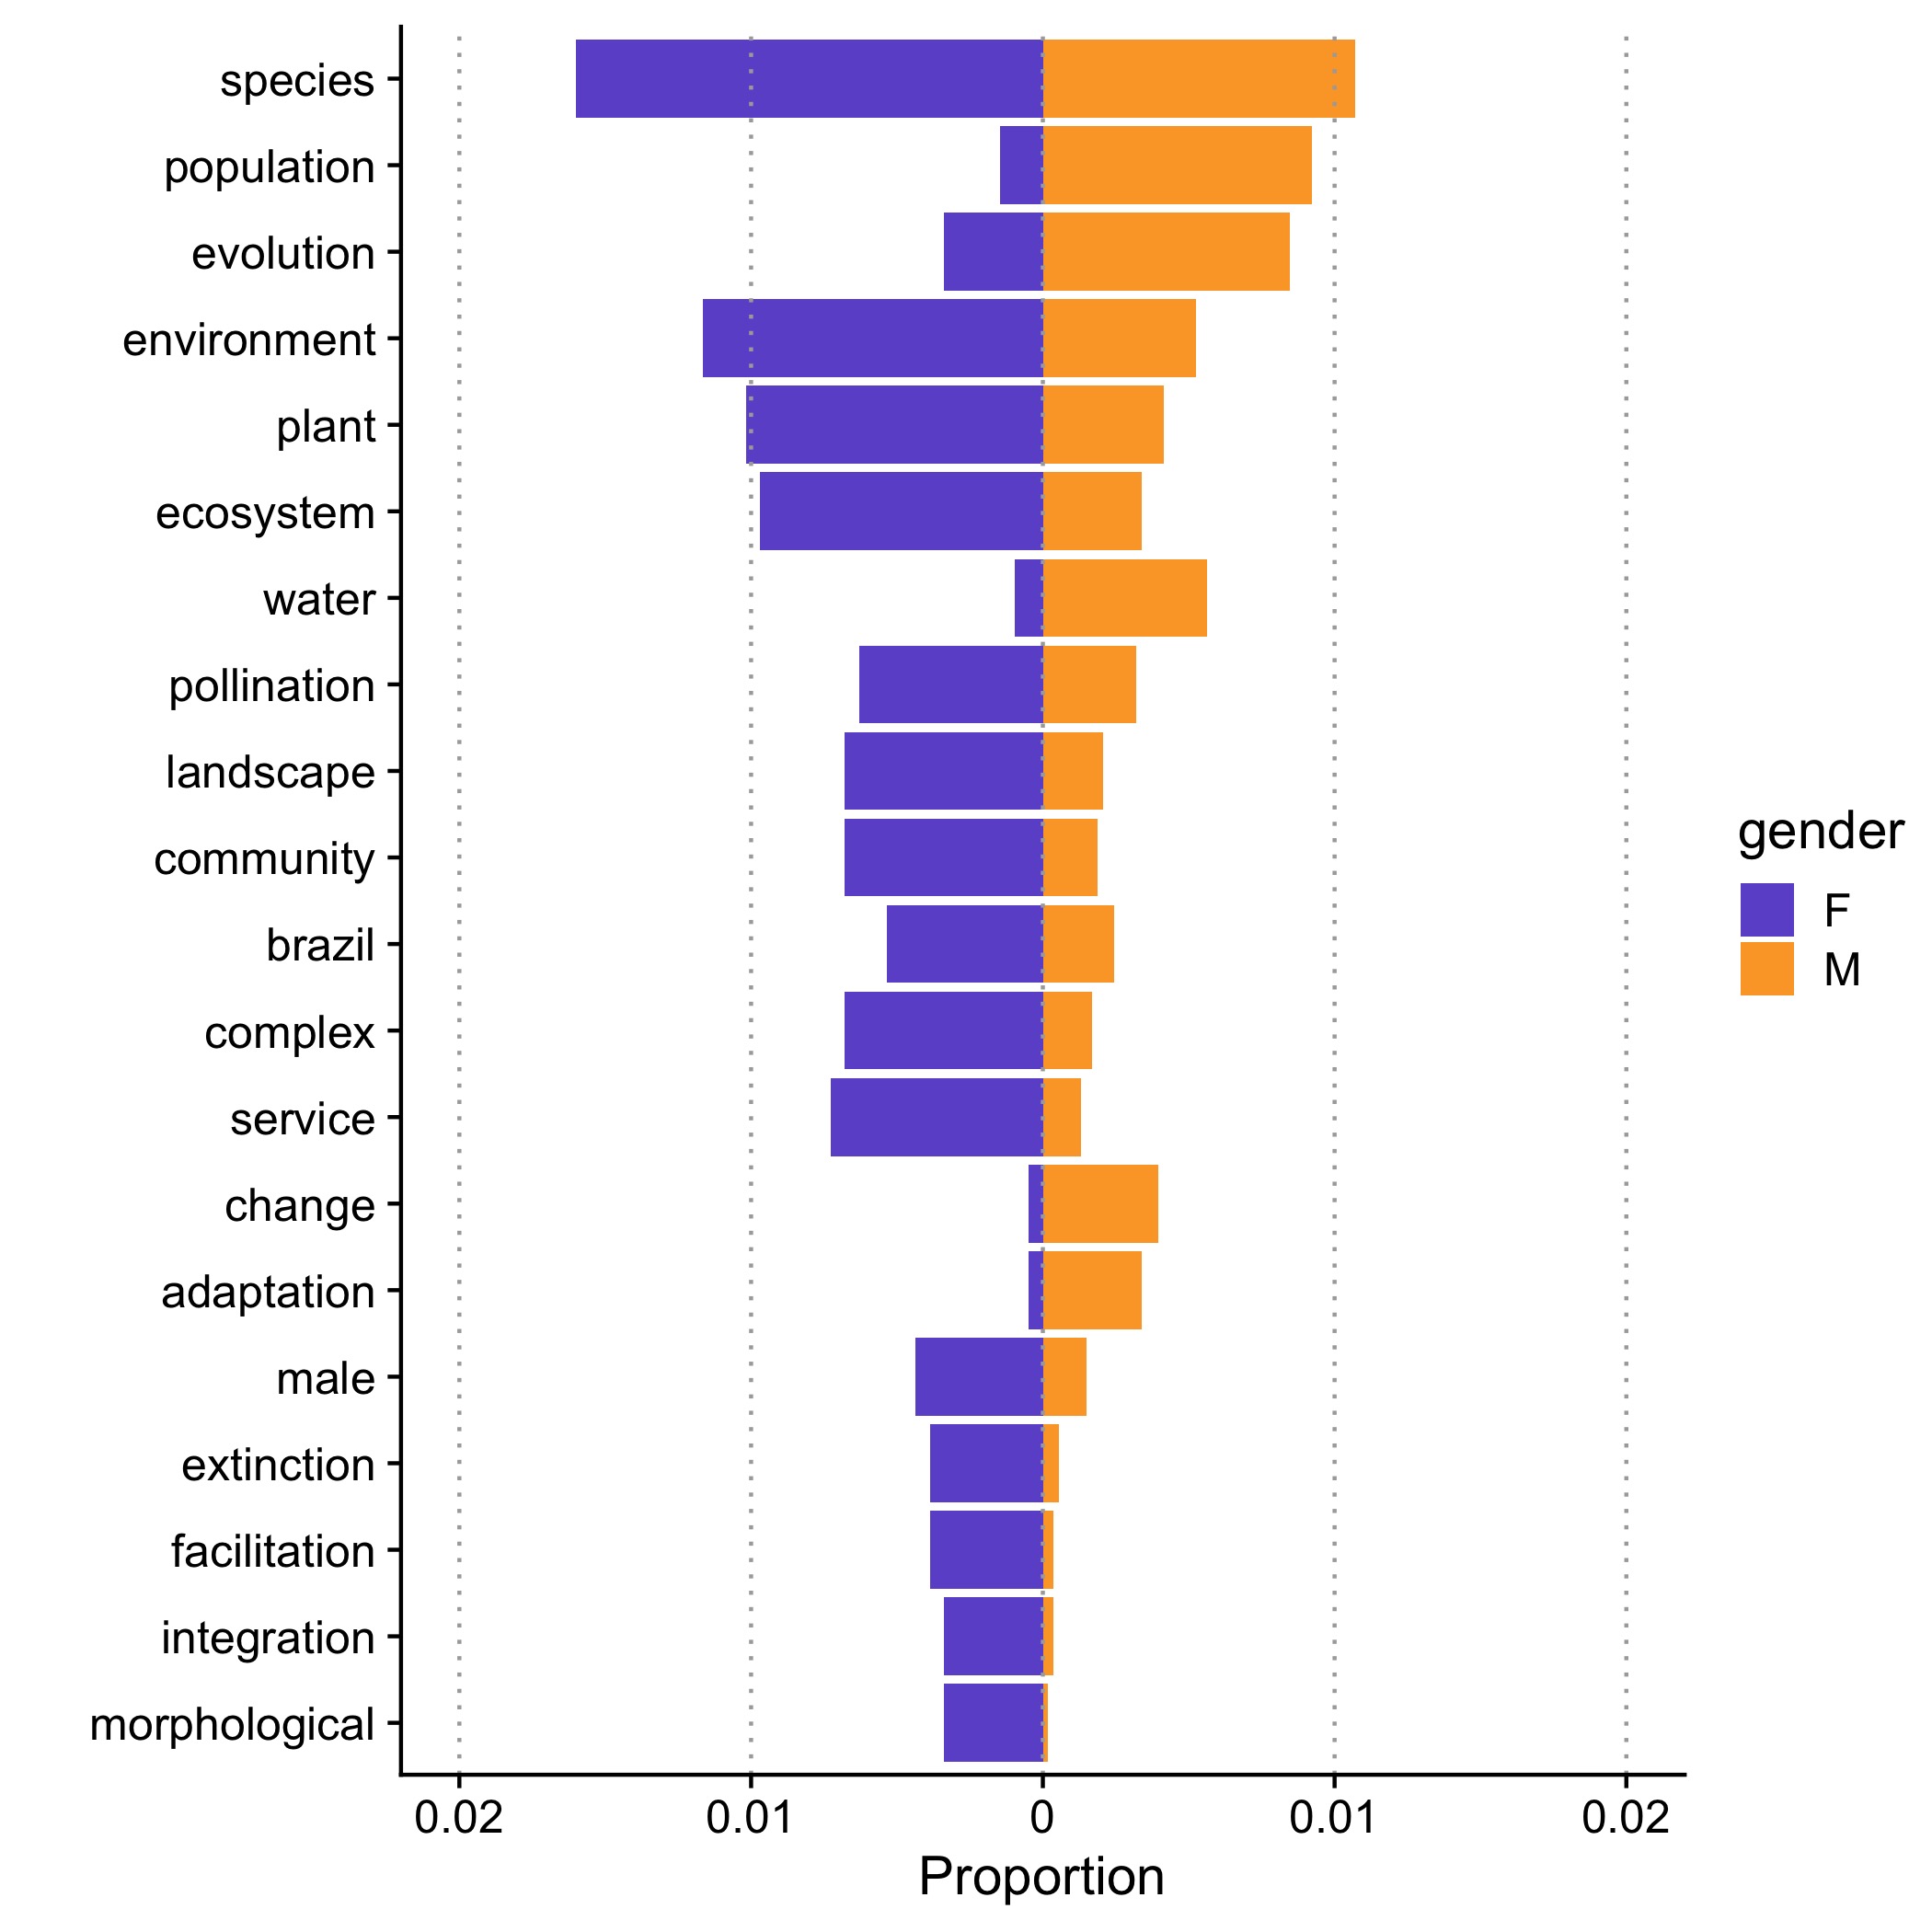 species
population
evolution
environment
plant
ecosystem
water
pollination
landscape
community
brazil
complex
service
change
adaptation
male
extinction
facilitation
integration
morphological
0.02 0.01 0 0.01 0.02
Proportion
gender
F
M